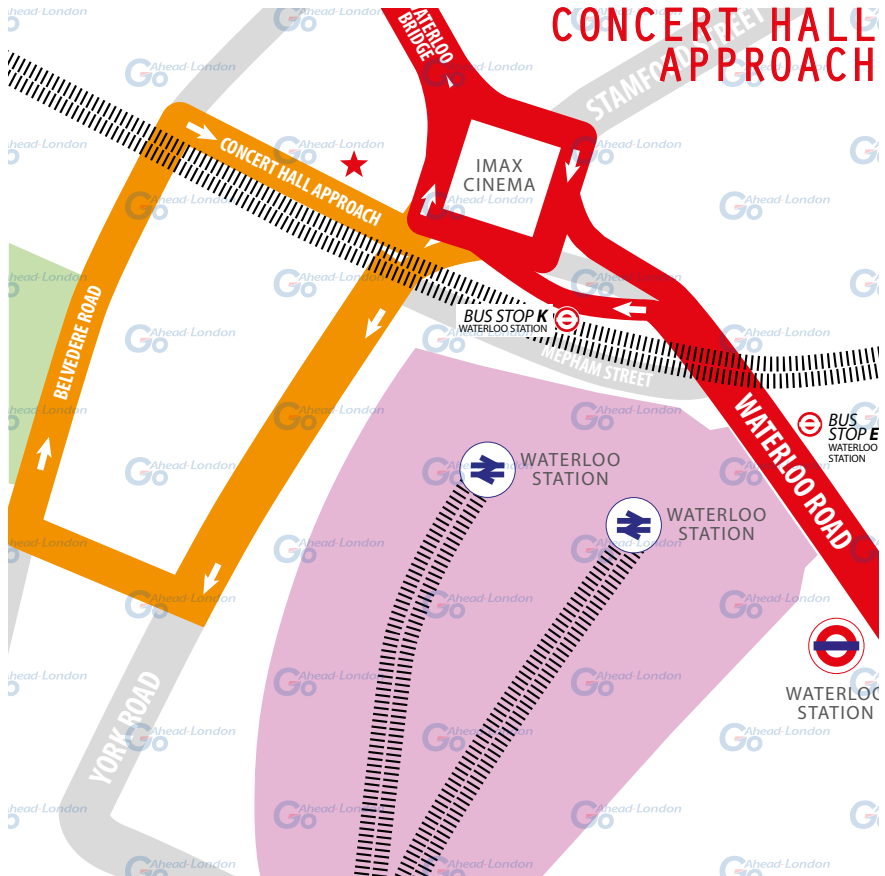 CONCERT HALL
APPROACH
WATERLOO
BRIDGE
STAMFORD STREET
IMAX
CINEMA
CONCERT HALL APPROACH
BELVEDERE ROAD
BUS STOP K
WATERLOO STATION
MEPHAM STREET
WATERLOO ROAD
BUS
STOP E
WATERLOO
STATION
WATERLOO
STATION
WATERLOO
STATION
WATERLOO
STATION
YORK ROAD
Go Ahead-London